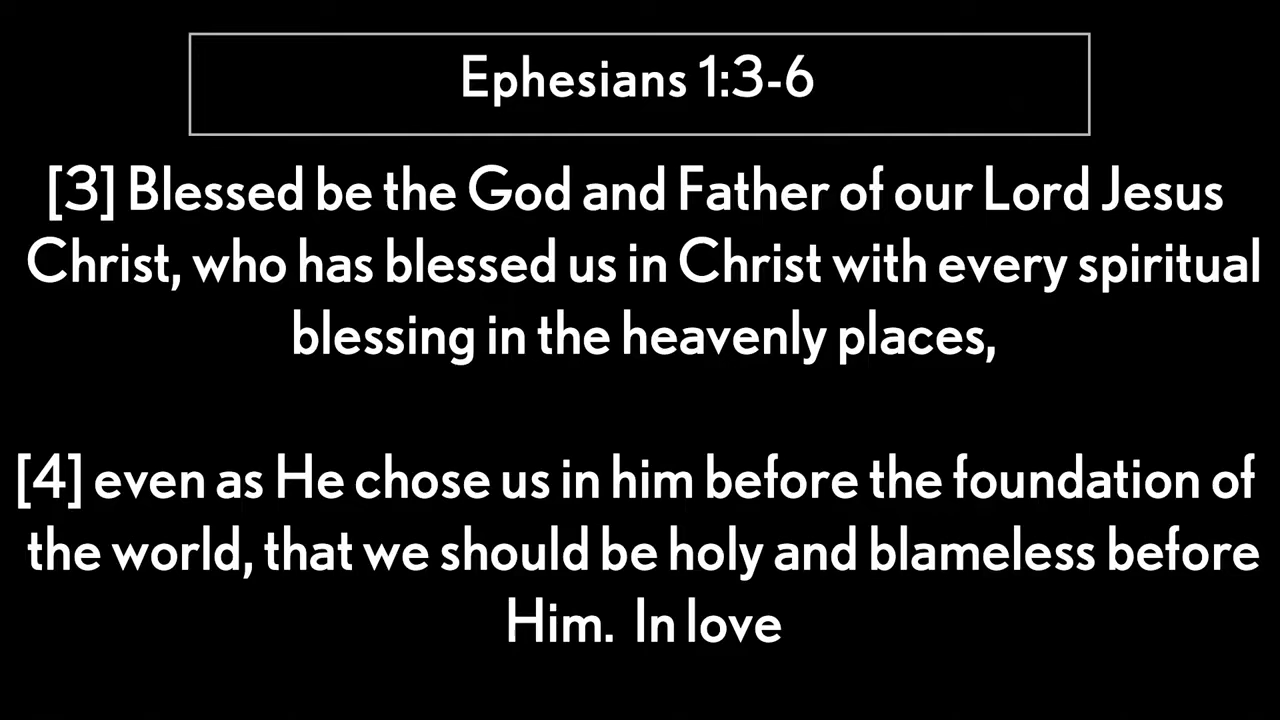 Ephesians 1:3-6
[3] Blessed be the God and Father of our Lord Jesus
Christ, who has blessed us in Christ with every spiritual
blessing in the heavenly places,
[4] even as He chose us in him before the foundation of
the world, that we should be holy and blameless before
Him.  In love